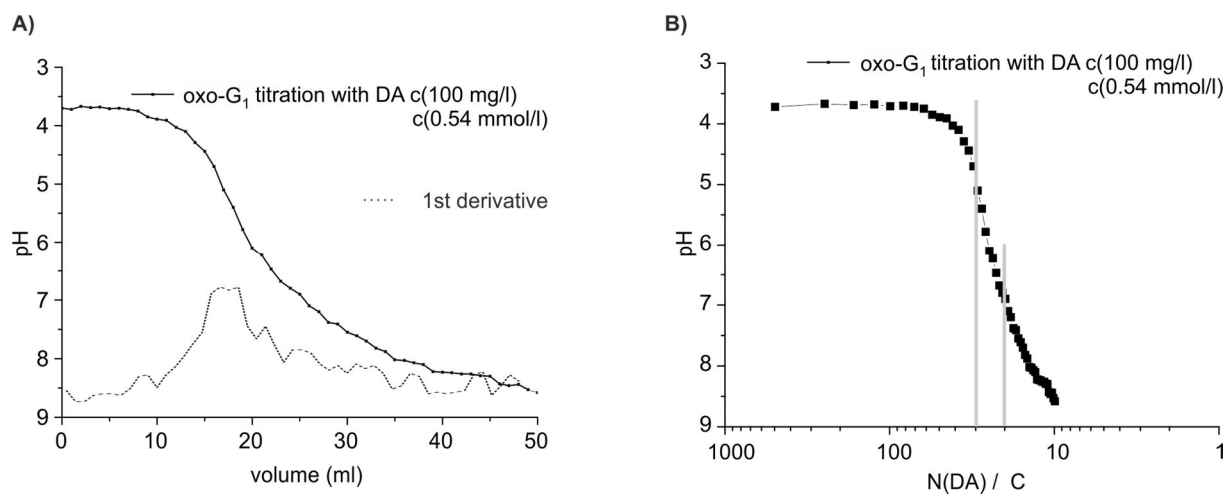 A)
oxo-G1 titration with DA c(100 mg/l)
c(0.54 mmol/l)
1st derivative
3
4
5
6
7
8
9
pH
0
10
20
30
40
50
volume (ml)
B)
oxo-G1 titration with DA c(100 mg/l)
c(0.54 mmol/l)
3
4
5
6
7
8
9
pH
1000
100
10
1
N(DA) / C